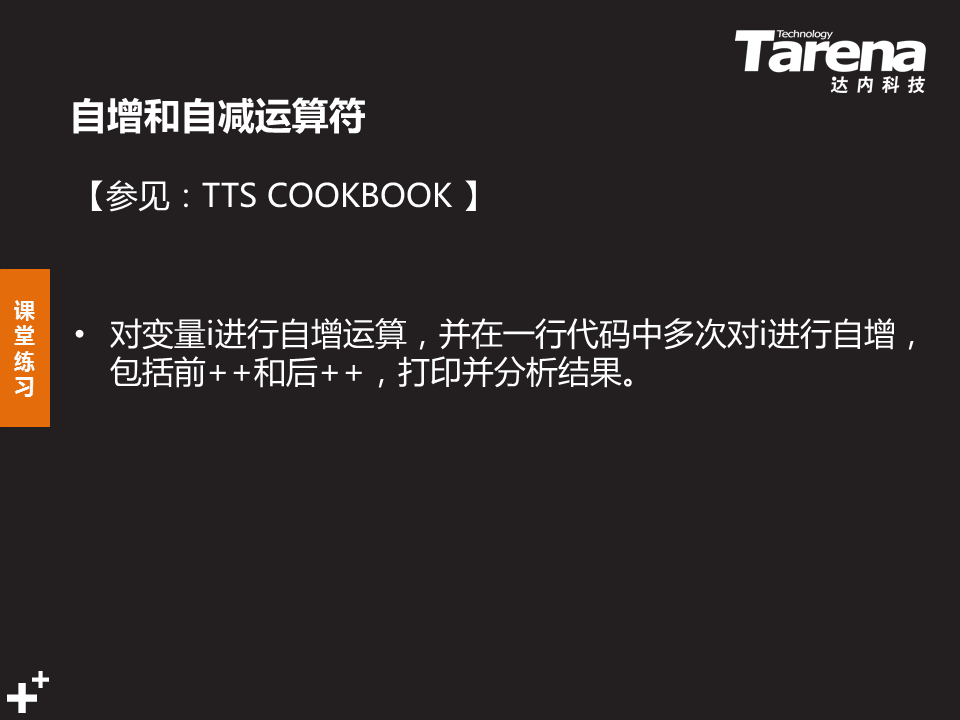 Technology
Tarena
达内科技
自增和自减运算符
【参见：TTS COOKBOOK 】
课
堂
练
习
• 对变量i进行自增运算，并在一行代码中多次对i进行自增，
包括前++和后++，打印并分析结果。